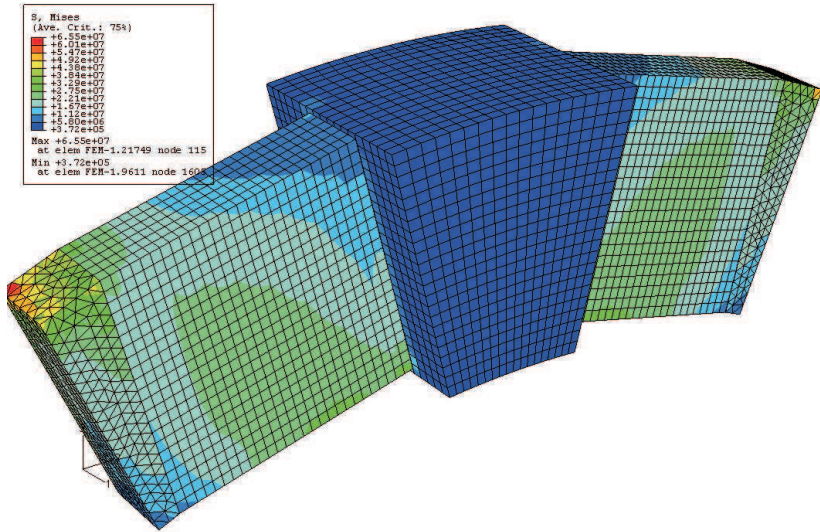 S, Mises
(Ave. Crit.: 75%)
+6.55e+07
+6.01e+07
+5.47e+07
+4.92e+07
+4.38e+07
+3.84e+07
+3.29e+07
+2.75e+07
+2.21e+07
+1.67e+07
+1.12e+07
+5.80e+06
+3.72e+05
Max +6.55e+07
at elem FEM-1.21749 node 115
Min +3.72e+05
at elem FEM-1.9611 node
1